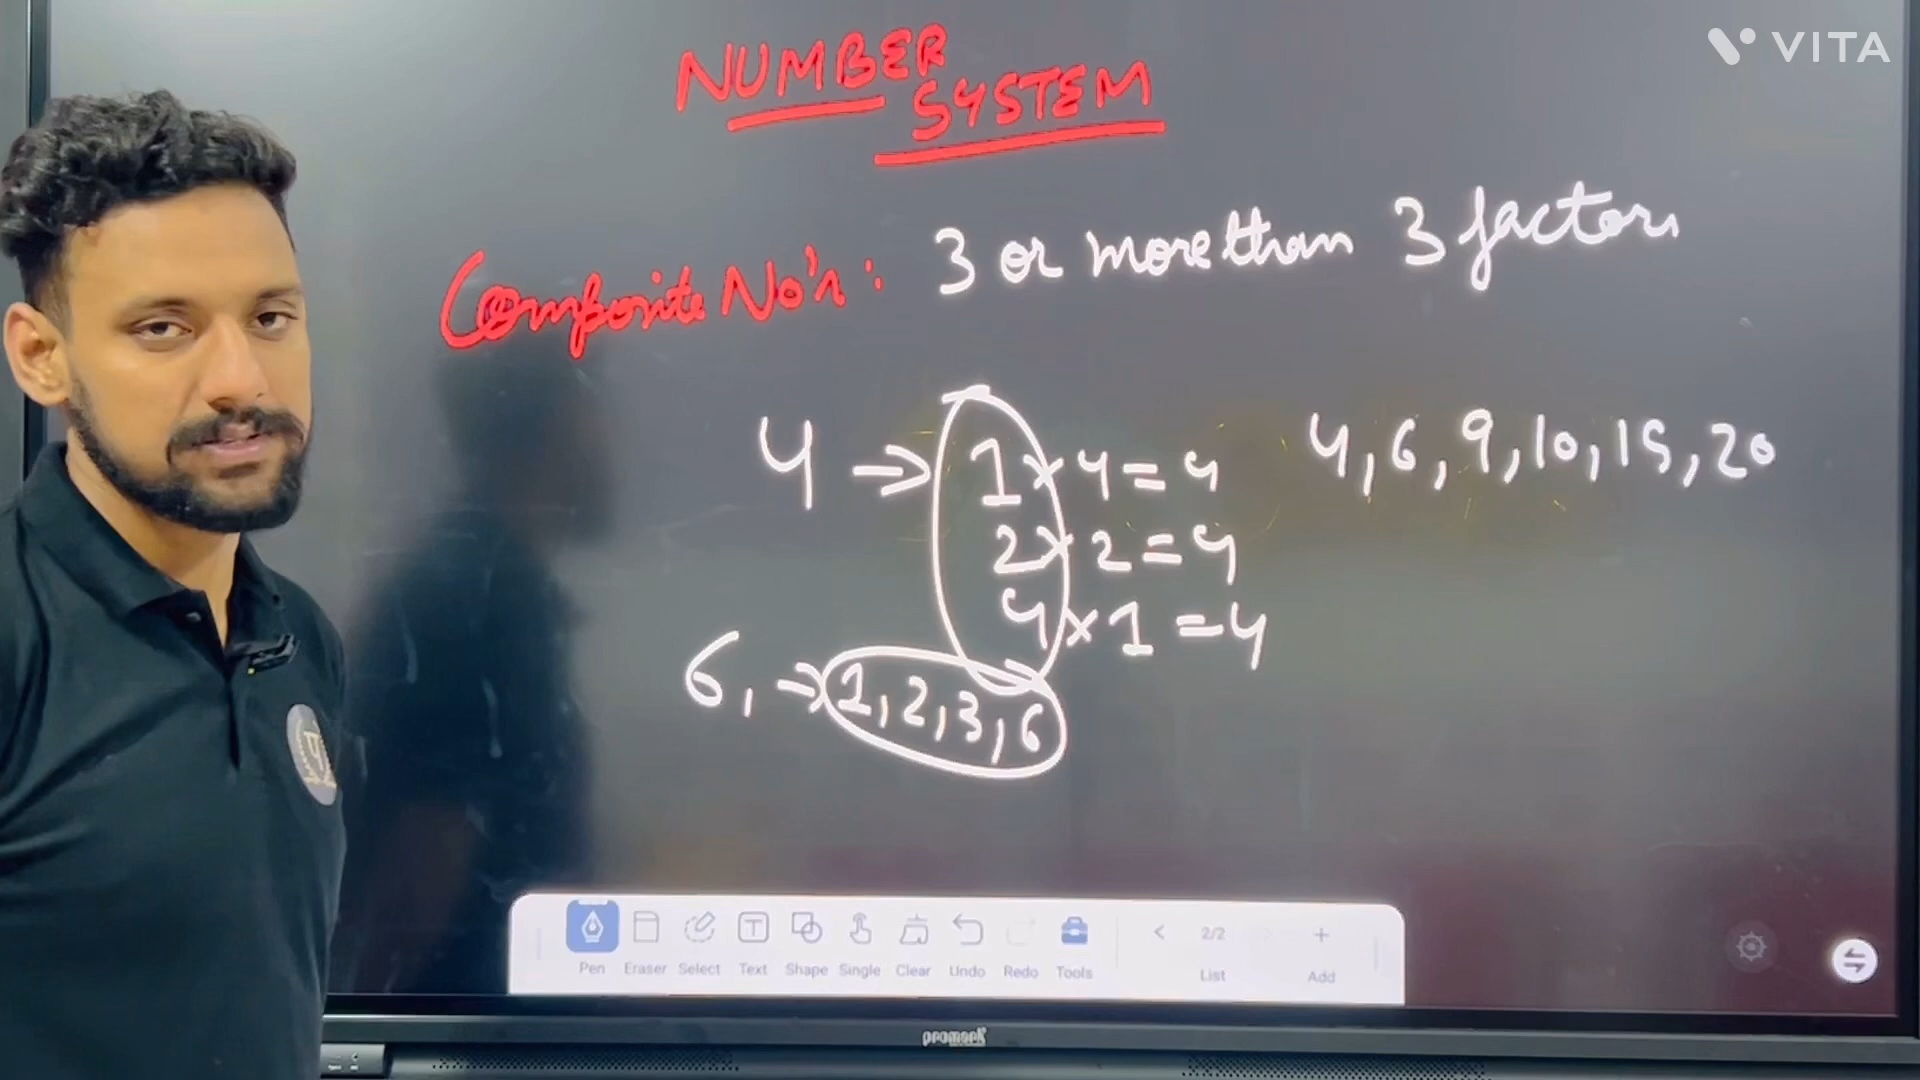 VITA
NUMBER
SYSTEM
Composite No's: 3 or more than 3 factors
4 → 1 × 4 = 4 4, 6, 9, 10, 15, 20
2 × 2 = 4
4 × 1 = 4
6, → 1, 2, 3, 6
Pen Eraser Select Text Shape Single Clear Undo Redo Tools < 2/2 List + Add
promark